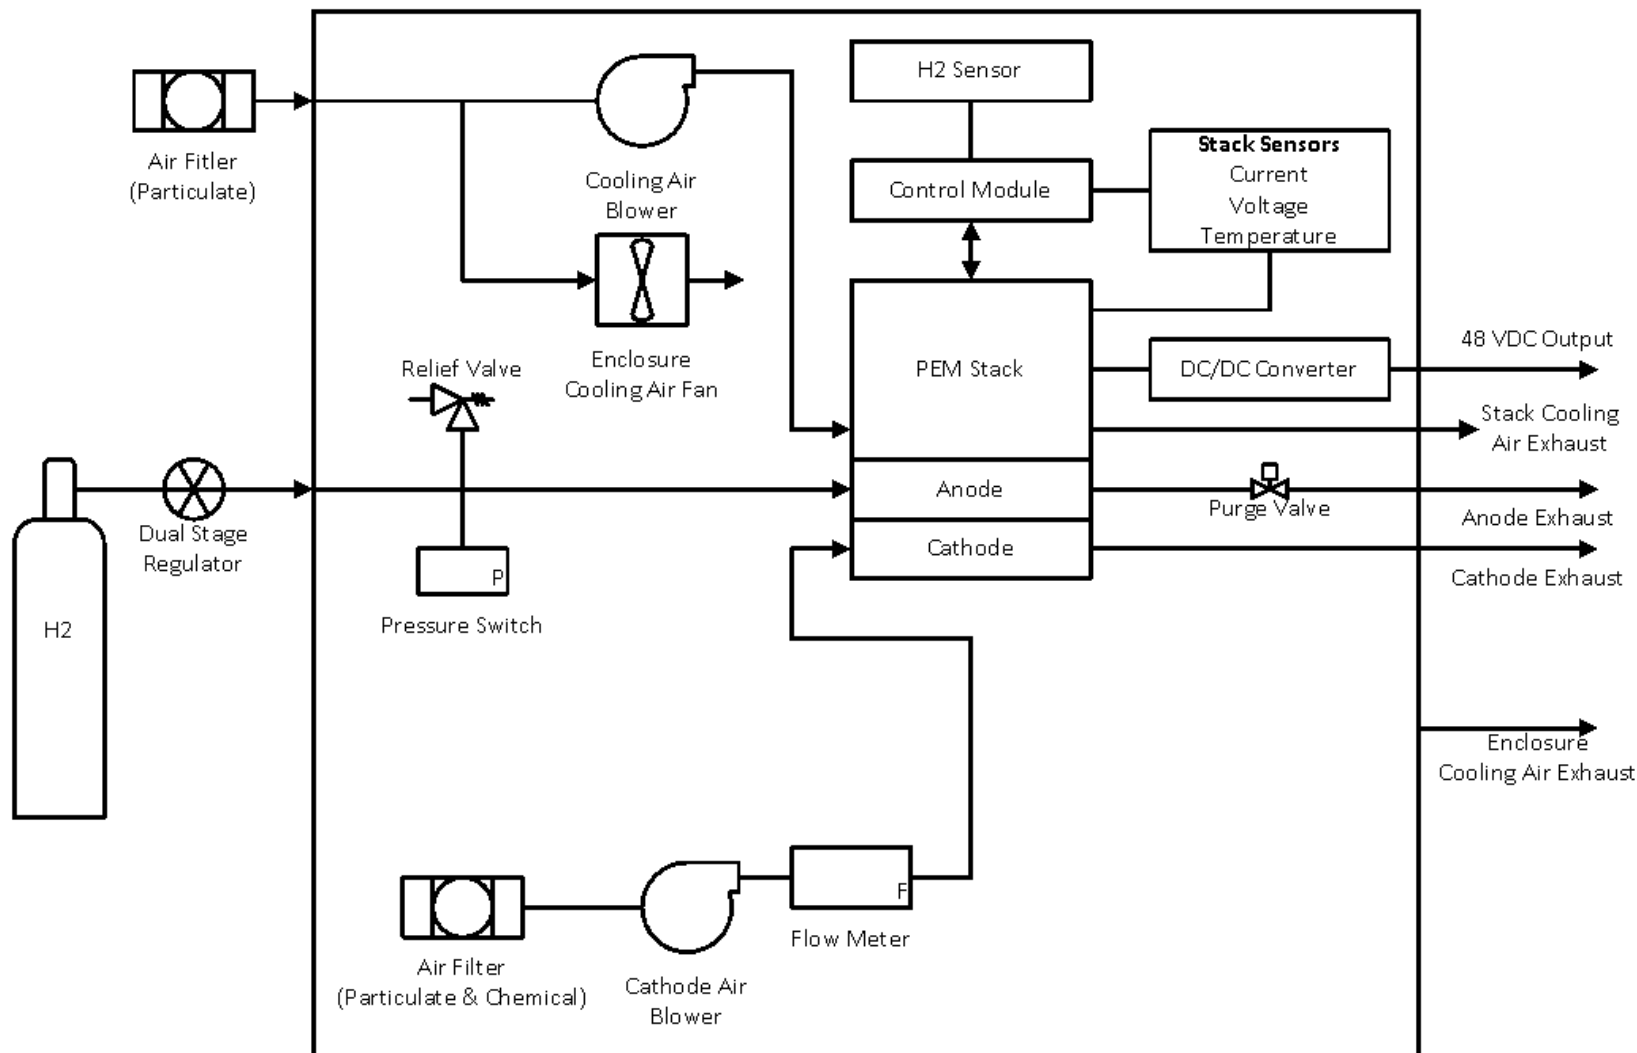 H2 Sensor
Air Fitler
(Particulate)
Cooling Air
Blower
Control Module
Stack Sensors
Current
Voltage
Temperature
Enclosure
Cooling Air Fan
Relief Valve
PEM Stack
DC/DC Converter
48 VDC Output
Stack Cooling
Air Exhaust
Dual Stage
Regulator
Anode
Purge Valve
Anode Exhaust
Cathode
Cathode Exhaust
H2
P
Pressure Switch
Enclosure
Cooling Air Exhaust
Air Filter
(Particulate & Chemical)
Cathode Air
Blower
F
Flow Meter